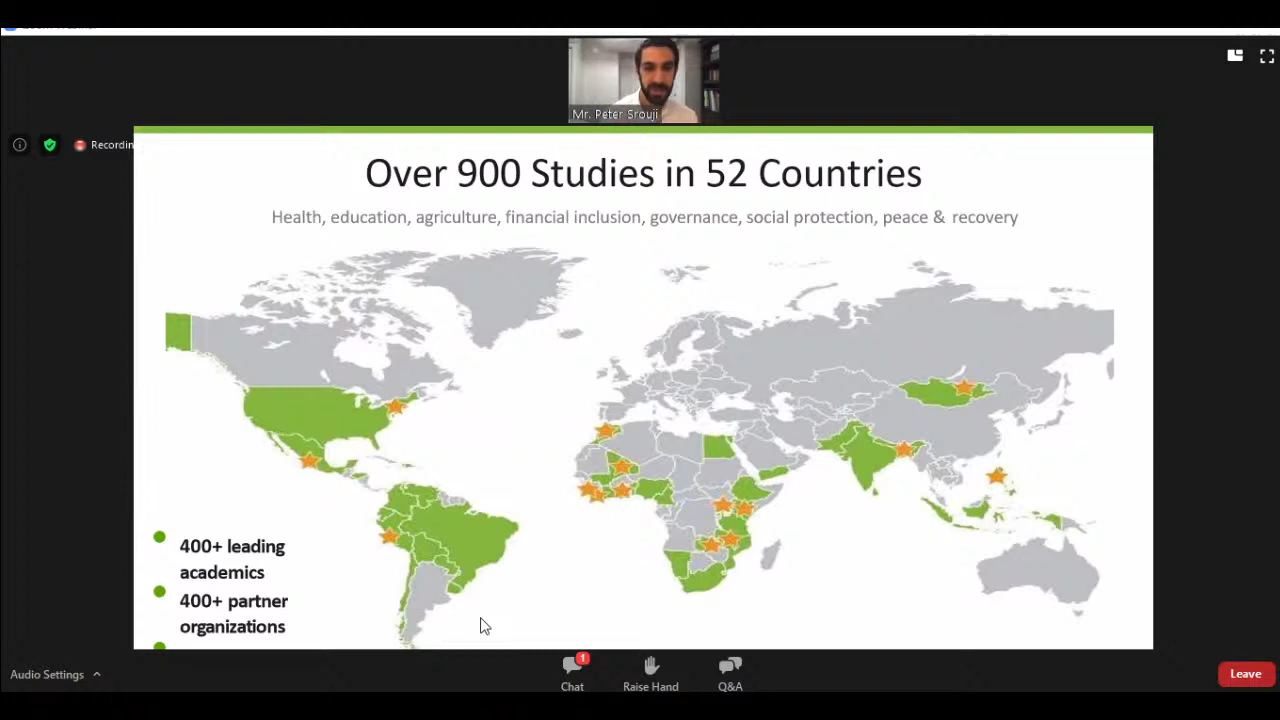 Mr. Peter Srouji
Recordin
Over 900 Studies in 52 Countries
Health, education, agriculture, financial inclusion, governance, social protection, peace & recovery
400+ leading
academics
400+ partner
organizations
Audio Settings
Chat
1
Raise Hand
Q&A
Leave